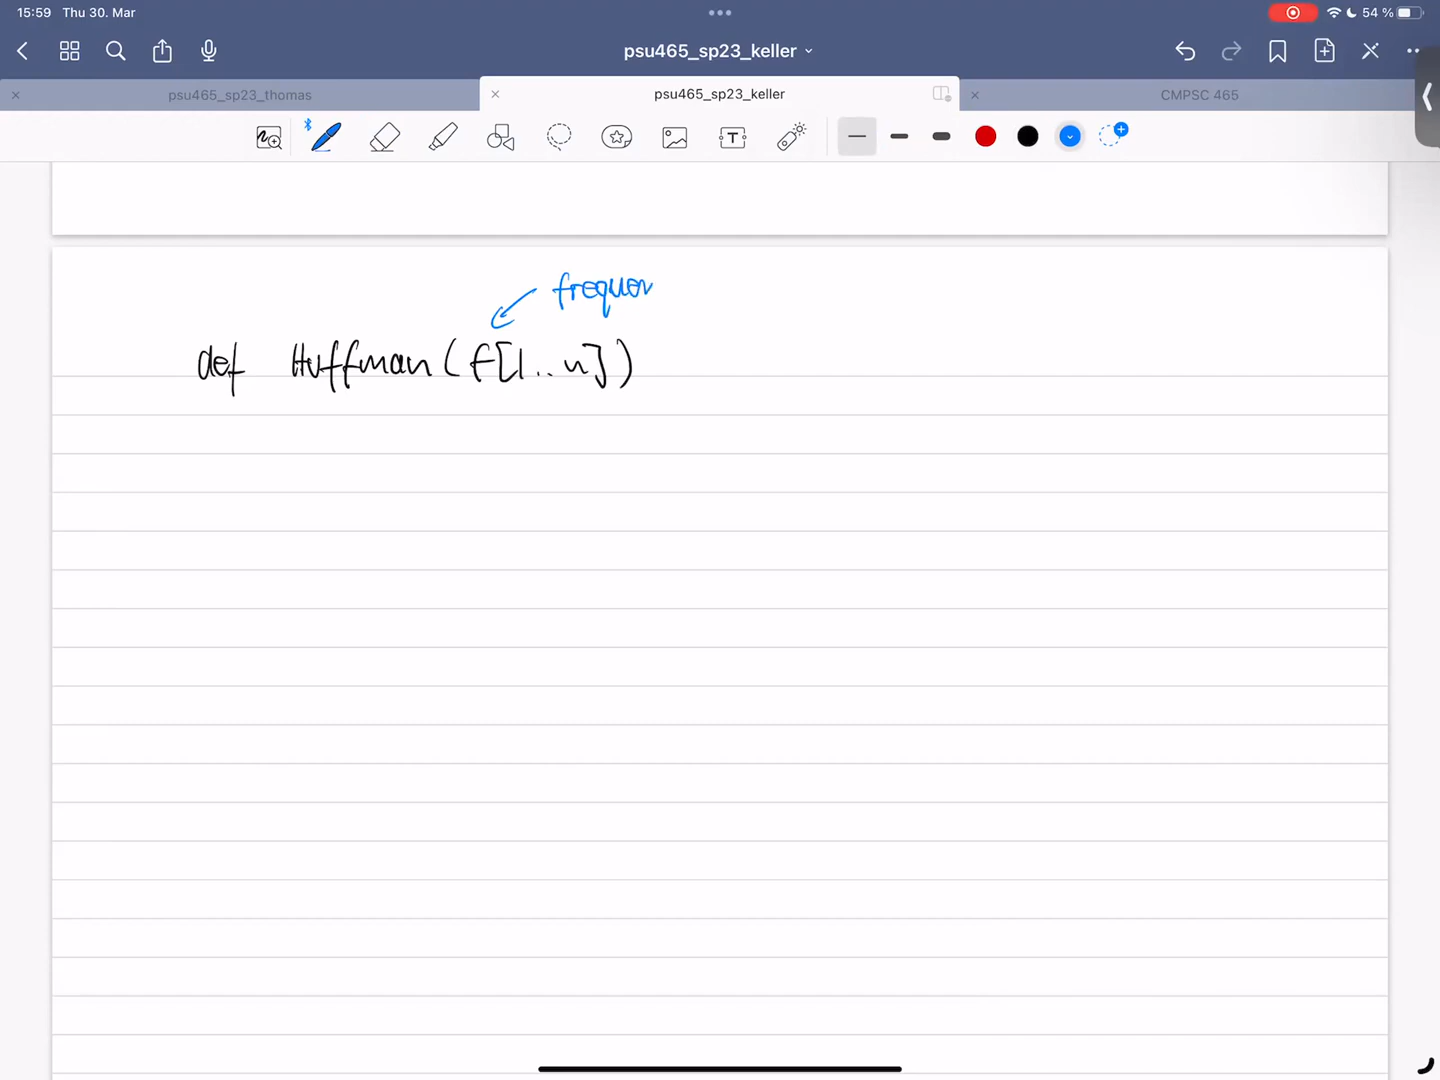 15:59 Thu 30. Mar 54 %
psu465_sp23_keller
psu465_sp23_thomas psu465_sp23_keller CMPSC 465
T
frequen
def Huffman (f[1..n])